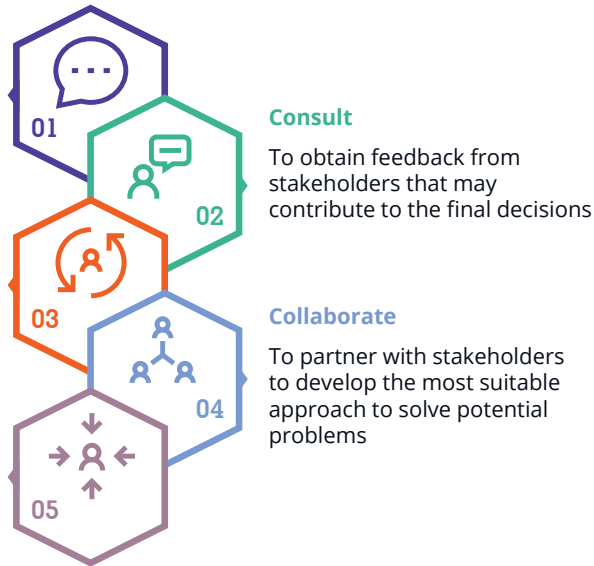 01
Consult
To obtain feedback from
stakeholders that may
contribute to the final decisions
02
03
Collaborate
To partner with stakeholders
to develop the most suitable
approach to solve potential
problems
04
05